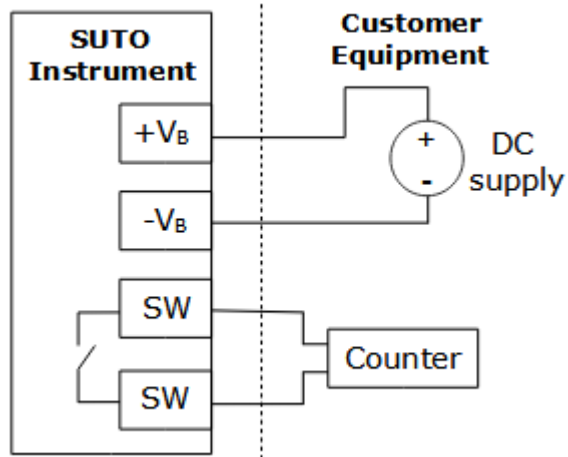 SUTO
Instrument
Customer
Equipment
+VB
-VB
SW
SW
+
-
DC
supply
Counter